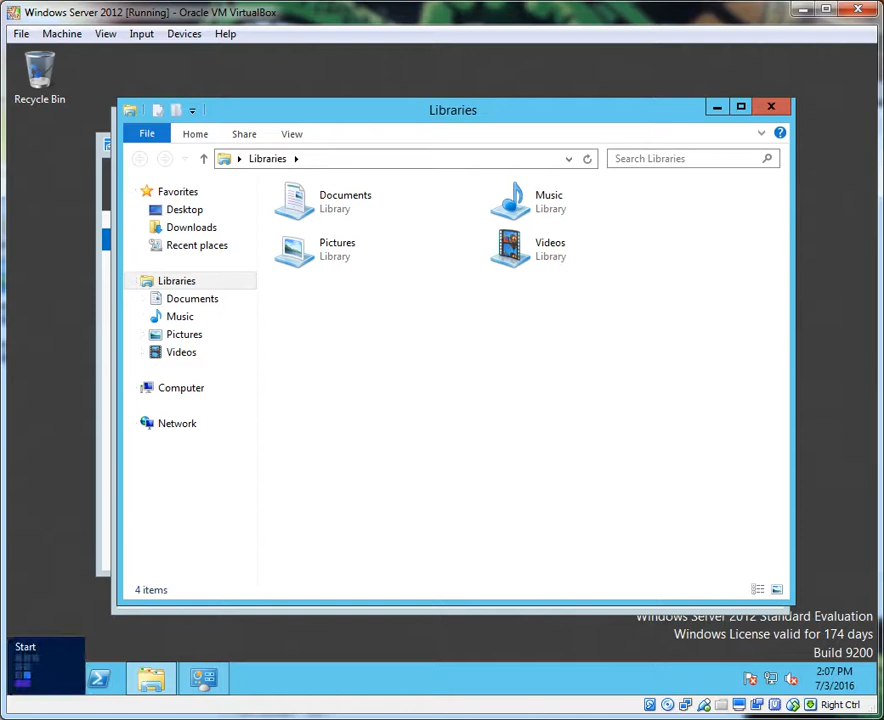 Windows Server 2012 [Running] - Oracle VM VirtualBox
File Machine View Input Devices Help
Recycle Bin
Libraries
File Home Share View
Libraries
Search Libraries
Favorites
Desktop
Downloads
Recent places
Libraries
Documents
Music
Pictures
Videos
Computer
Network
Documents
Library
Music
Library
Pictures
Library
Videos
Library
4 items
Windows Server 2012 Standard Evaluation
Windows License valid for 174 days
Build 9200
Start
2:07 PM
7/3/2016
Right Ctrl